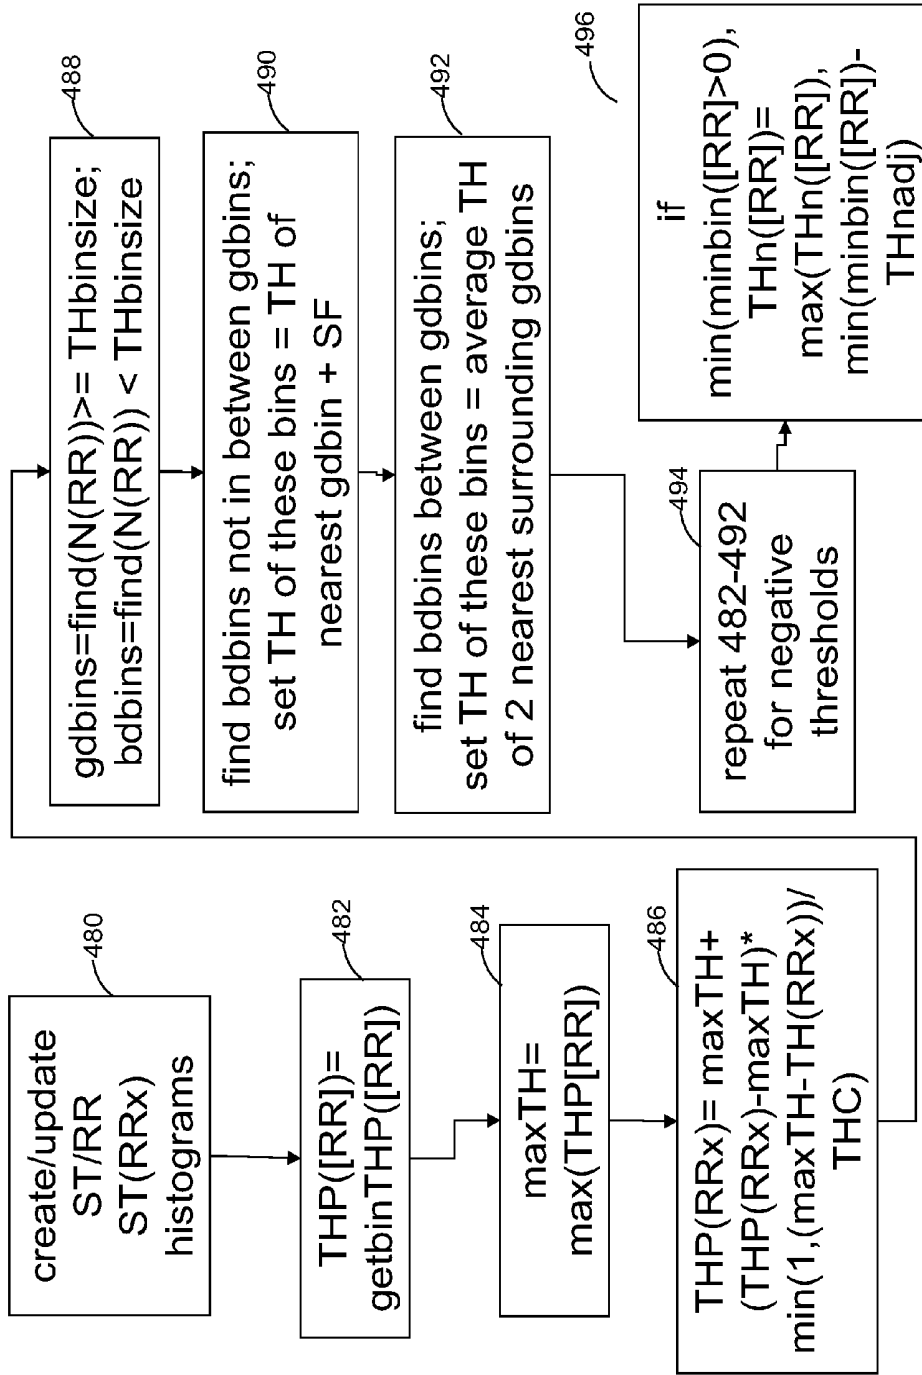 480
create/update
ST/RR
ST(RRx)
histograms
482
THP([RR])=
getbinTHP([RR])
484
maxTH=
max(THP[RR])
486
THP(RRx)= maxTH+
(THP(RRx)-maxTH)*
min(1,(maxTH-TH(RRx))/
THC)
488
gdbins=find(N(RR))>= THbinsize;
bdbins=find(N(RR)) < THbinsize
490
find bdbins not in between gdbins;
set TH of these bins = TH of
nearest gdbin + SF
492
find bdbins between gdbins;
set TH of these bins = average TH
of 2 nearest surrounding gdbins
494
repeat 482-492
for negative
thresholds
496
if
min(minbin([RR]>0),
THn([RR])=
max(THn([RR]),
min(minbin([RR])-
THnadj)